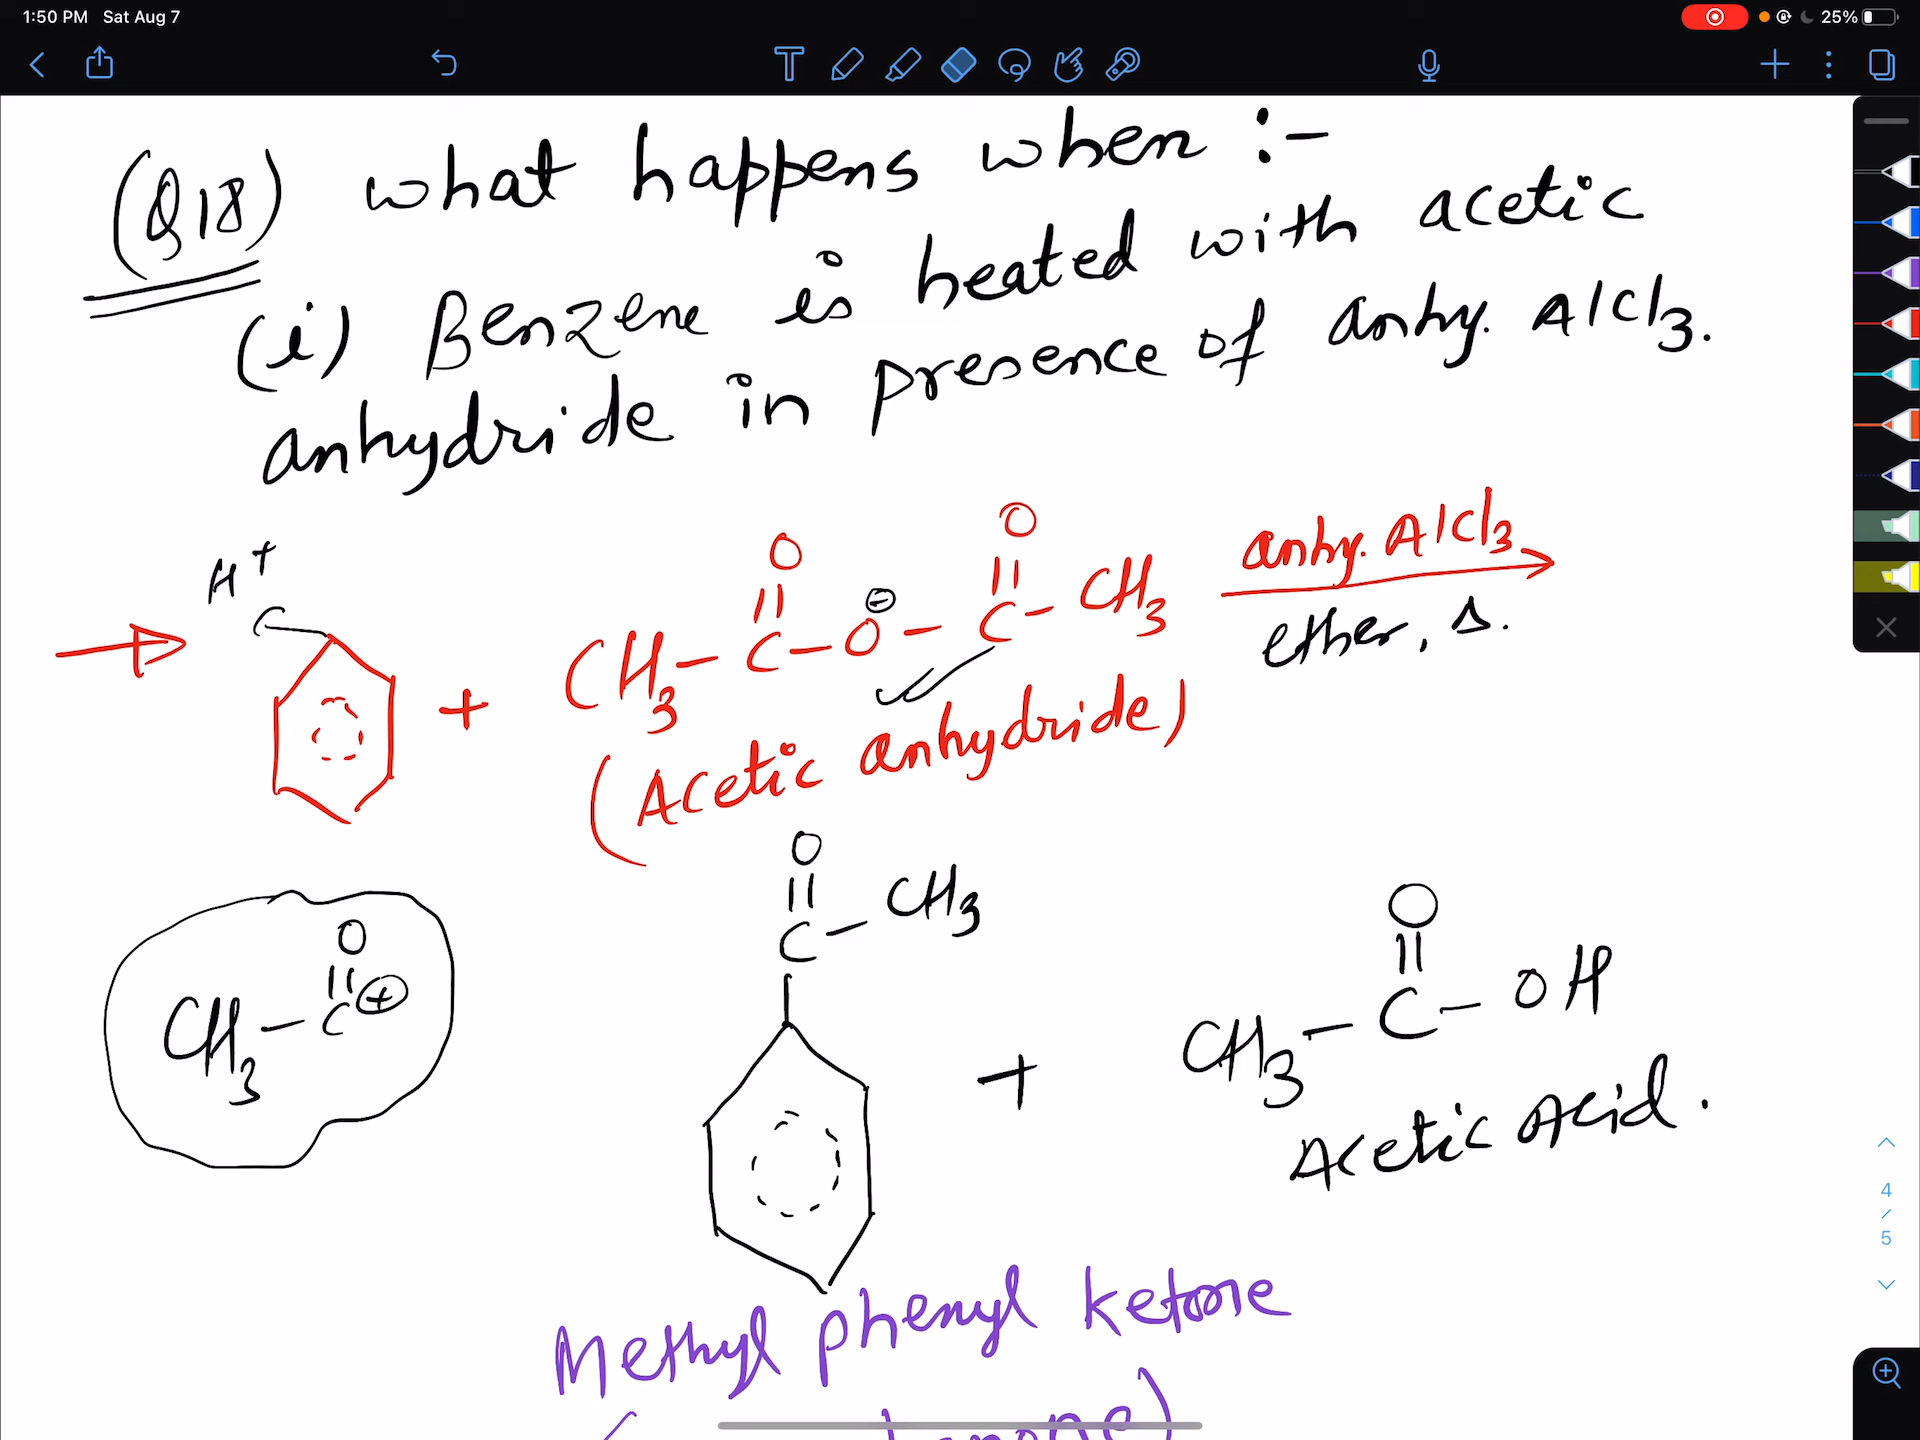 1:50 PM Sat Aug 7
25%
(Q18) what happens when :-
(i) Benzene is heated with acetic
anhydride in presence of anhy. AlCl3.
H+
O O
CH3-C-O⊖-C-CH3
anhy. AlCl3
ether, Δ.
+
(Acetic anhydride)
O
CH3-C⊕
O
C-CH3
+
O
CH3-C-OH
Acetic Acid.
4
/
5
Methyl phenyl ketone